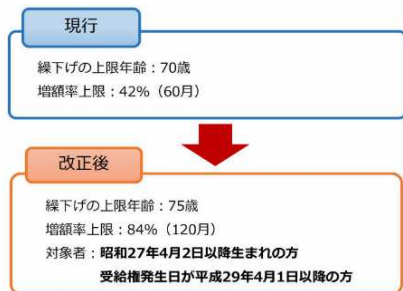 現行
繰下げの上限年齢：70歳
増額率上限：42%（60月）
改正後
繰下げの上限年齢：75歳
増額率上限：84%（120月）
対象者：昭和27年4月2日以降生まれの方
受給権発生日が平成29年4月1日以降の方